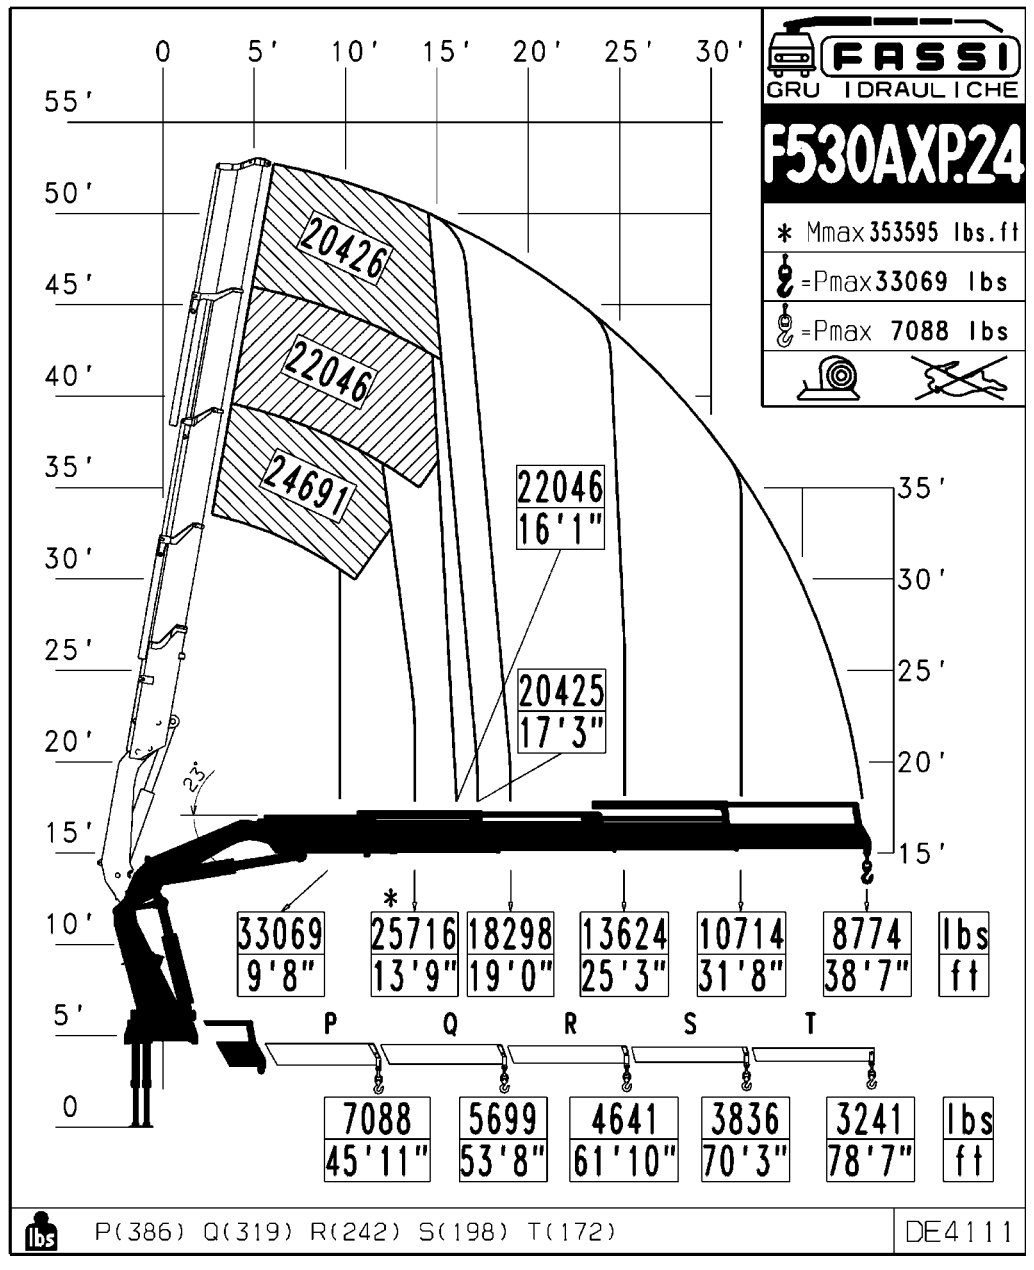 0 5' 10' 15' 20' 25' 30'
FASSI
GRU IDRAULICHE
F530AXP.24
* Mmax 353595 lbs.ft
=Pmax 33069 lbs
=Pmax 7088 lbs
55'
50'
45'
40'
35'
30'
25'
20'
15'
10'
5'
0
20426
22046
24691
22046
16'1"
20425
17'3"
35'
30'
25'
20'
15'
23°
*
33069 25716 18298 13624 10714 8774 lbs
9'8" 13'9" 19'0" 25'3" 31'8" 38'7" ft
P Q R S T
7088 5699 4641 3836 3241 lbs
45'11" 53'8" 61'10" 70'3" 78'7" ft
lbs P(386) Q(319) R(242) S(198) T(172) DE4111